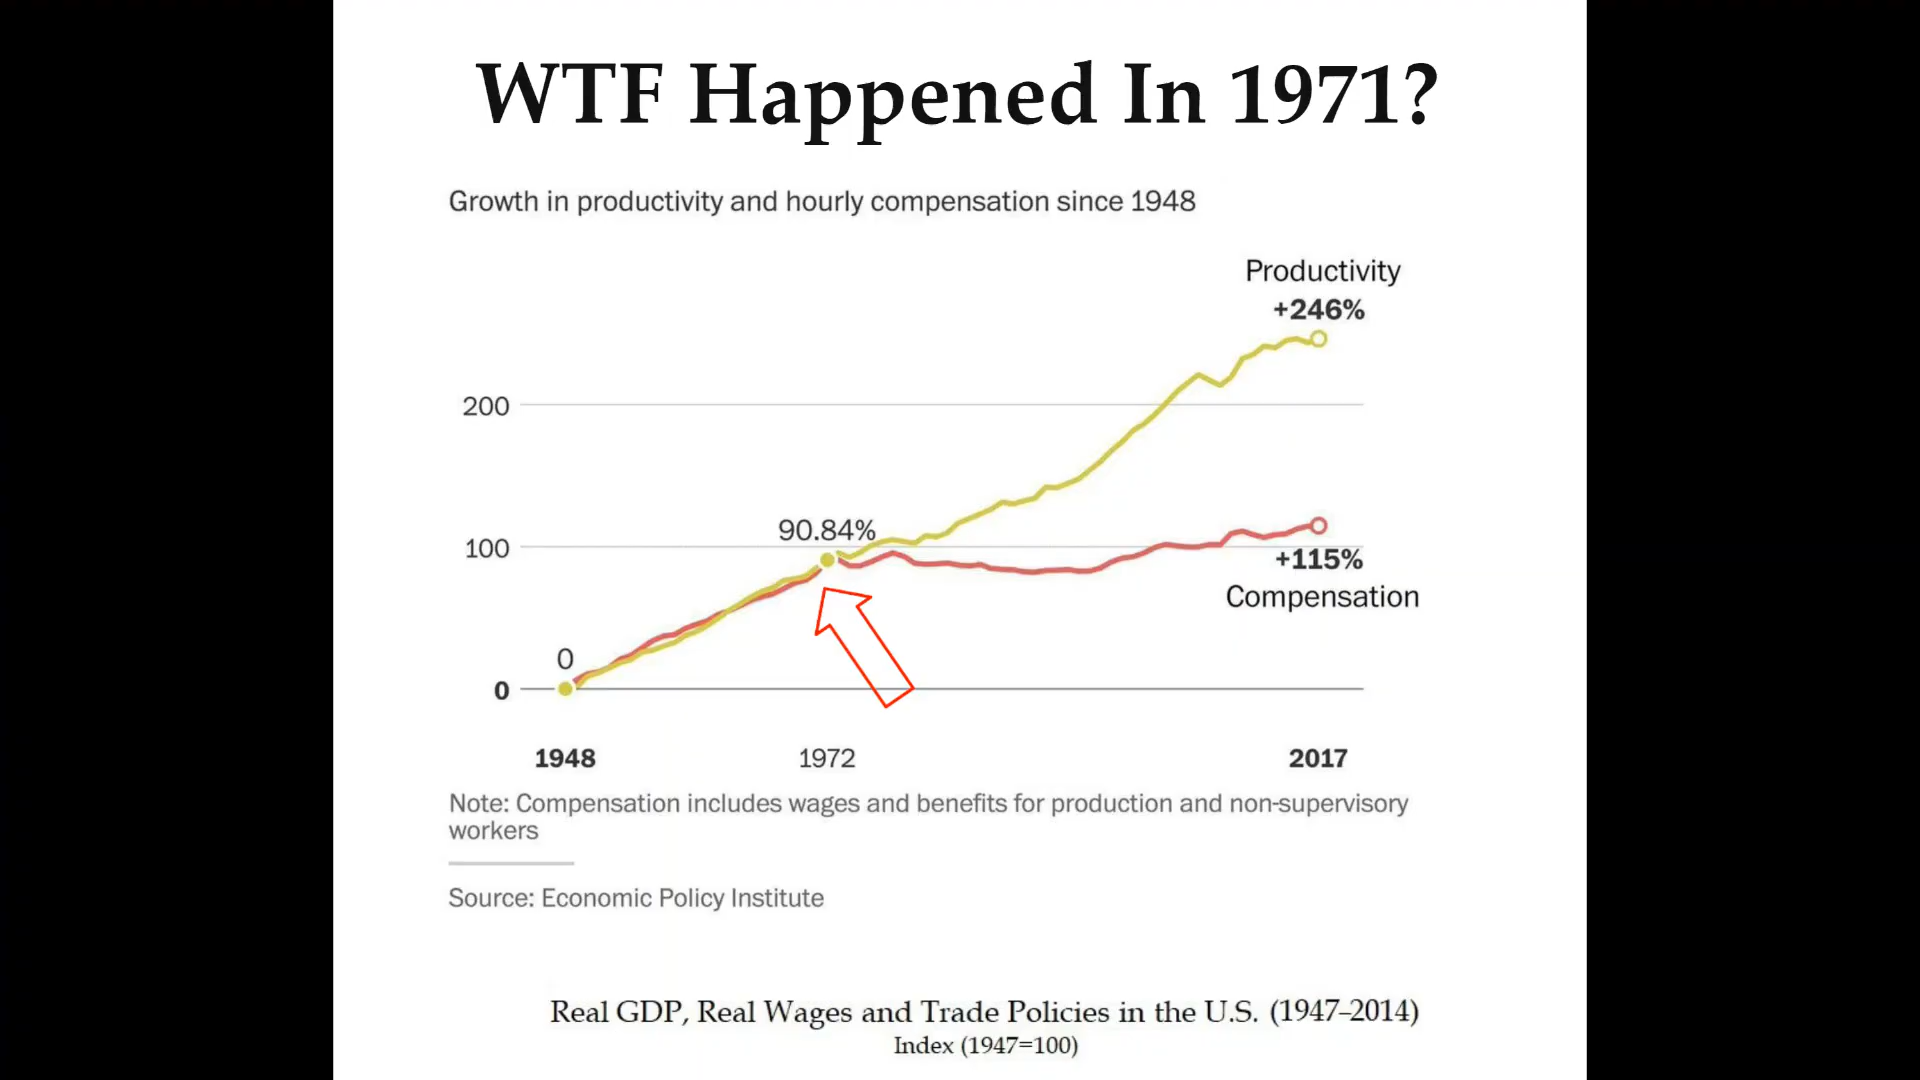 WTF Happened In 1971?
Growth in productivity and hourly compensation since 1948
Productivity
+246%
200
90.84%
100
+115%
Compensation
0
0
1948
1972
2017
Note: Compensation includes wages and benefits for production and non-supervisory
workers
Source: Economic Policy Institute
Real GDP, Real Wages and Trade Policies in the U.S. (1947–2014)
Index (1947=100)